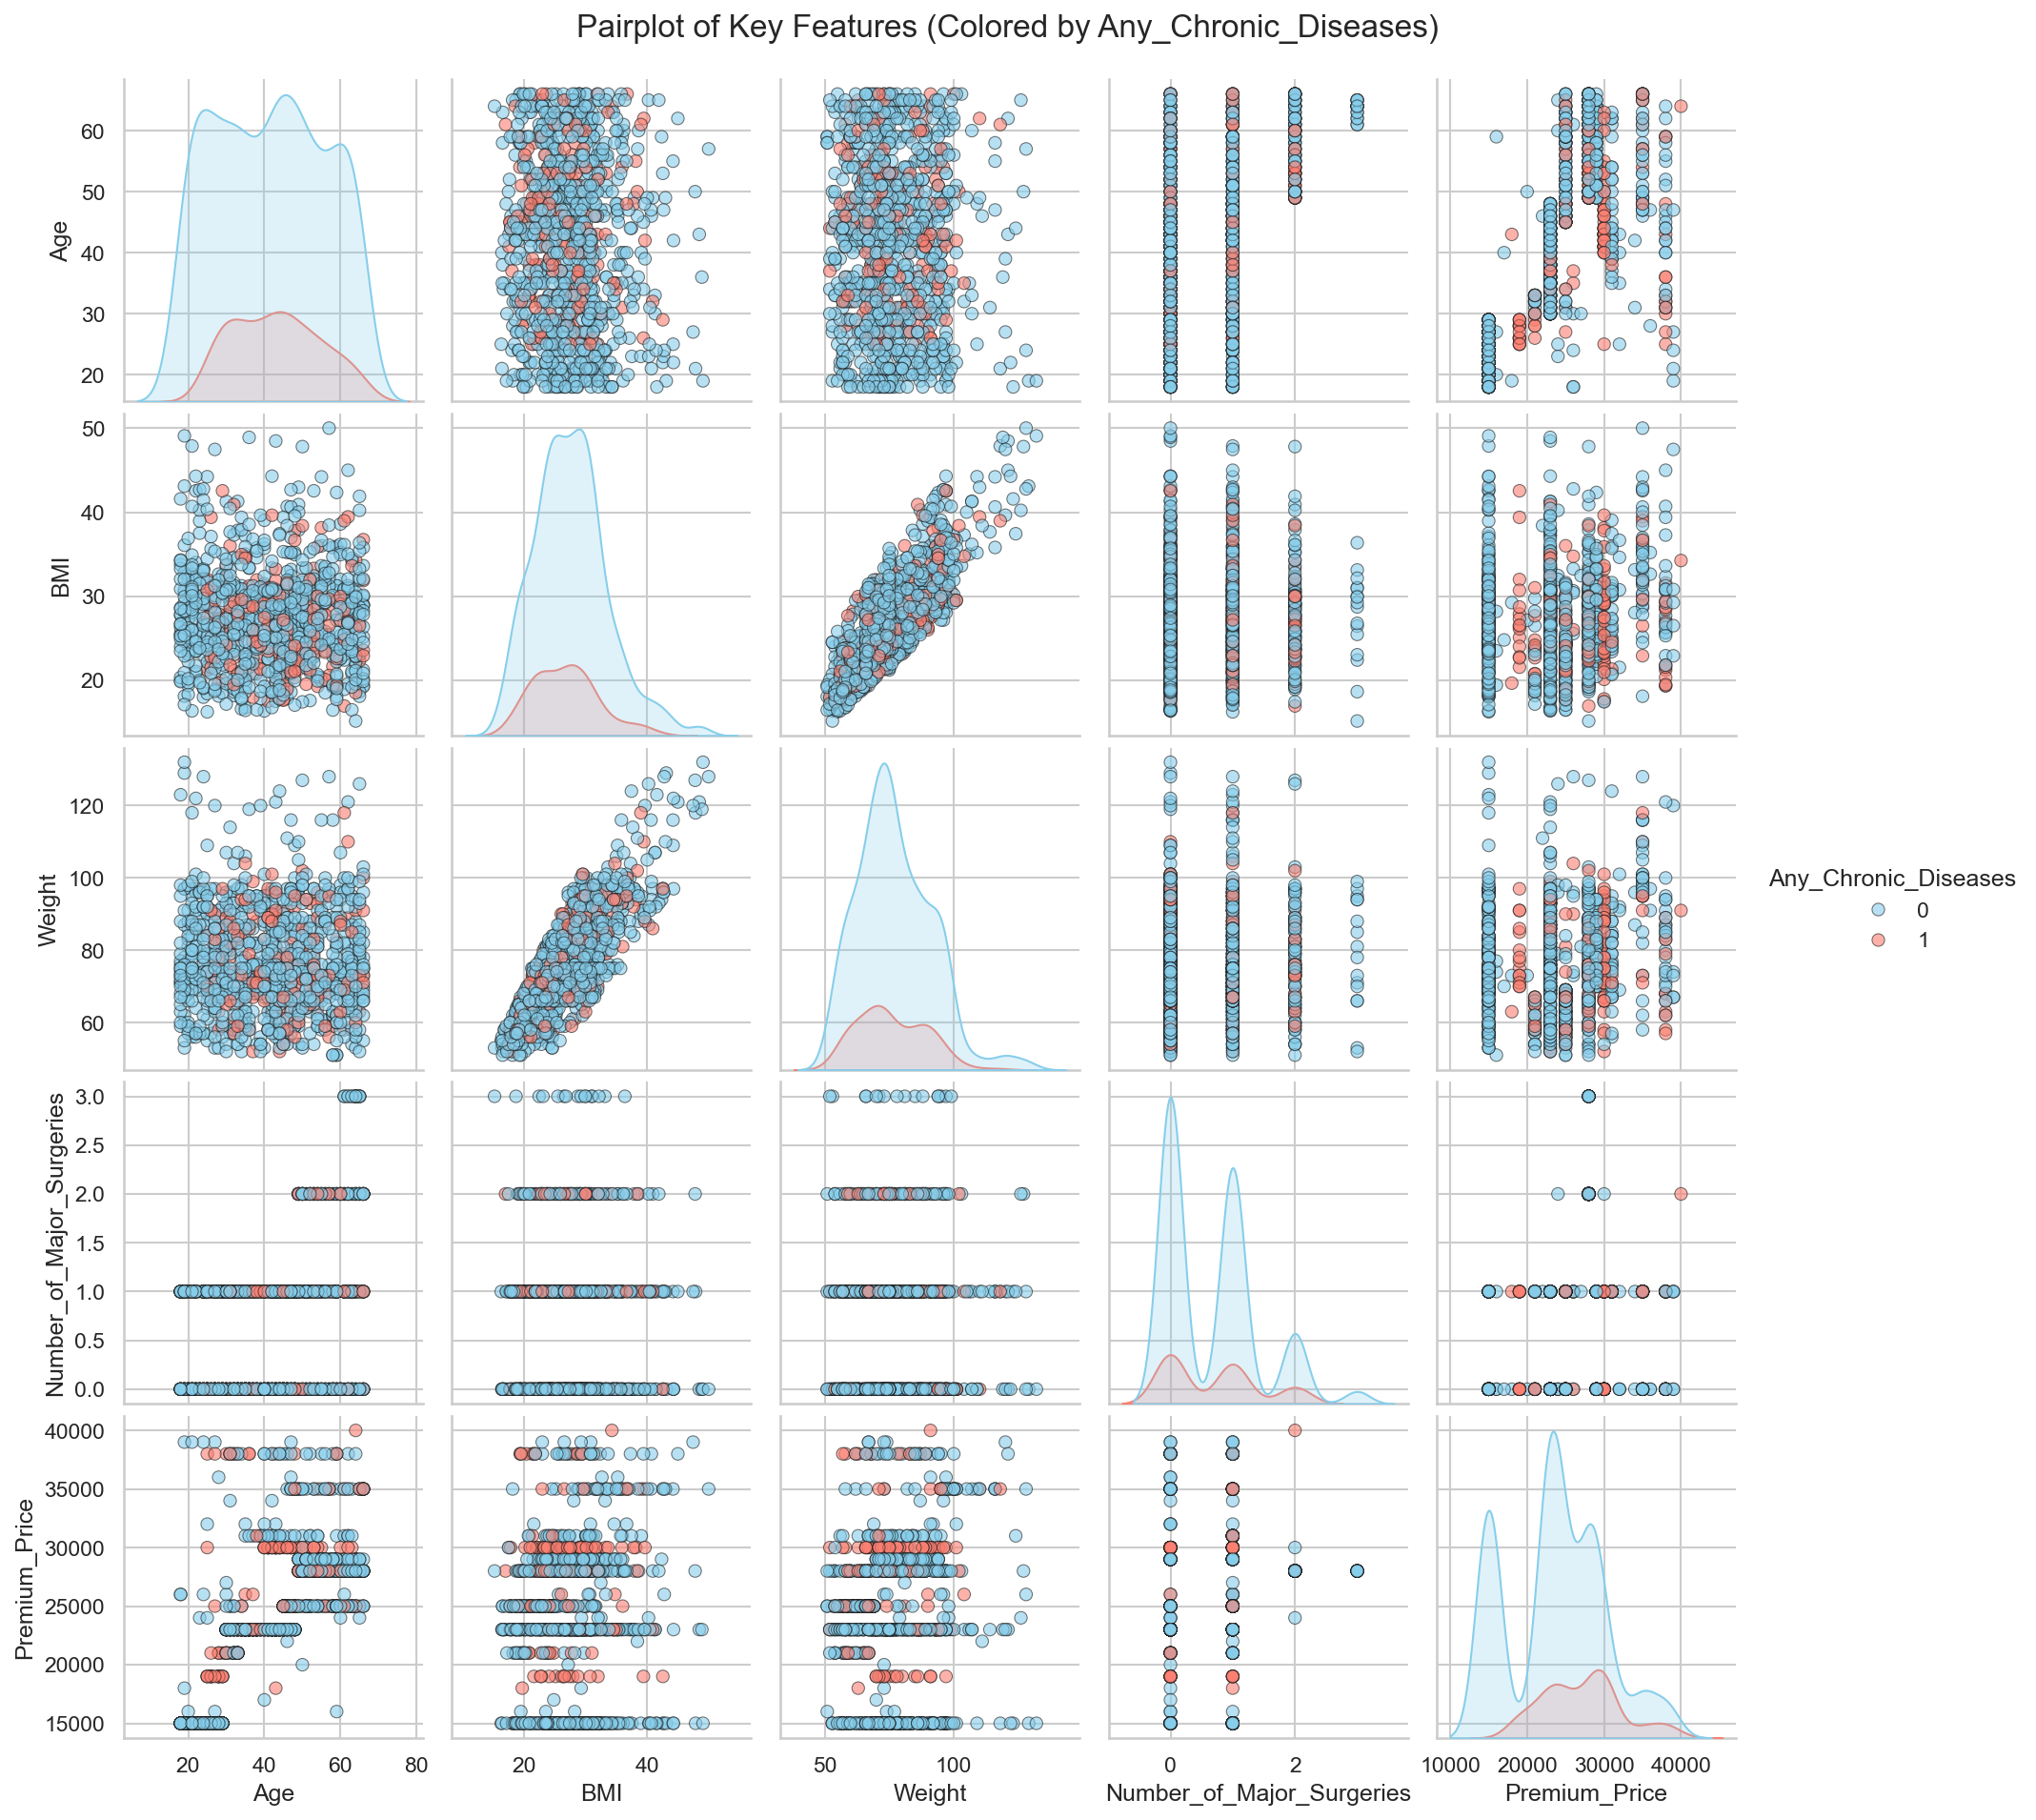 Pairplot of Key Features (Colored by Any_Chronic_Diseases)
Age
60
50
40
30
20
BMI
50
40
30
20
Weight
120
100
80
60
Any_Chronic_Diseases
0
1
Number_of_Major_Surgeries
3.0
2.5
2.0
1.5
1.0
0.5
0.0
Premium_Price
40000
35000
30000
25000
20000
15000
20 40 60 80
Age
20 40
BMI
50 100
Weight
0 2
Number_of_Major_Surgeries
10000 20000 30000 40000
Premium_Price